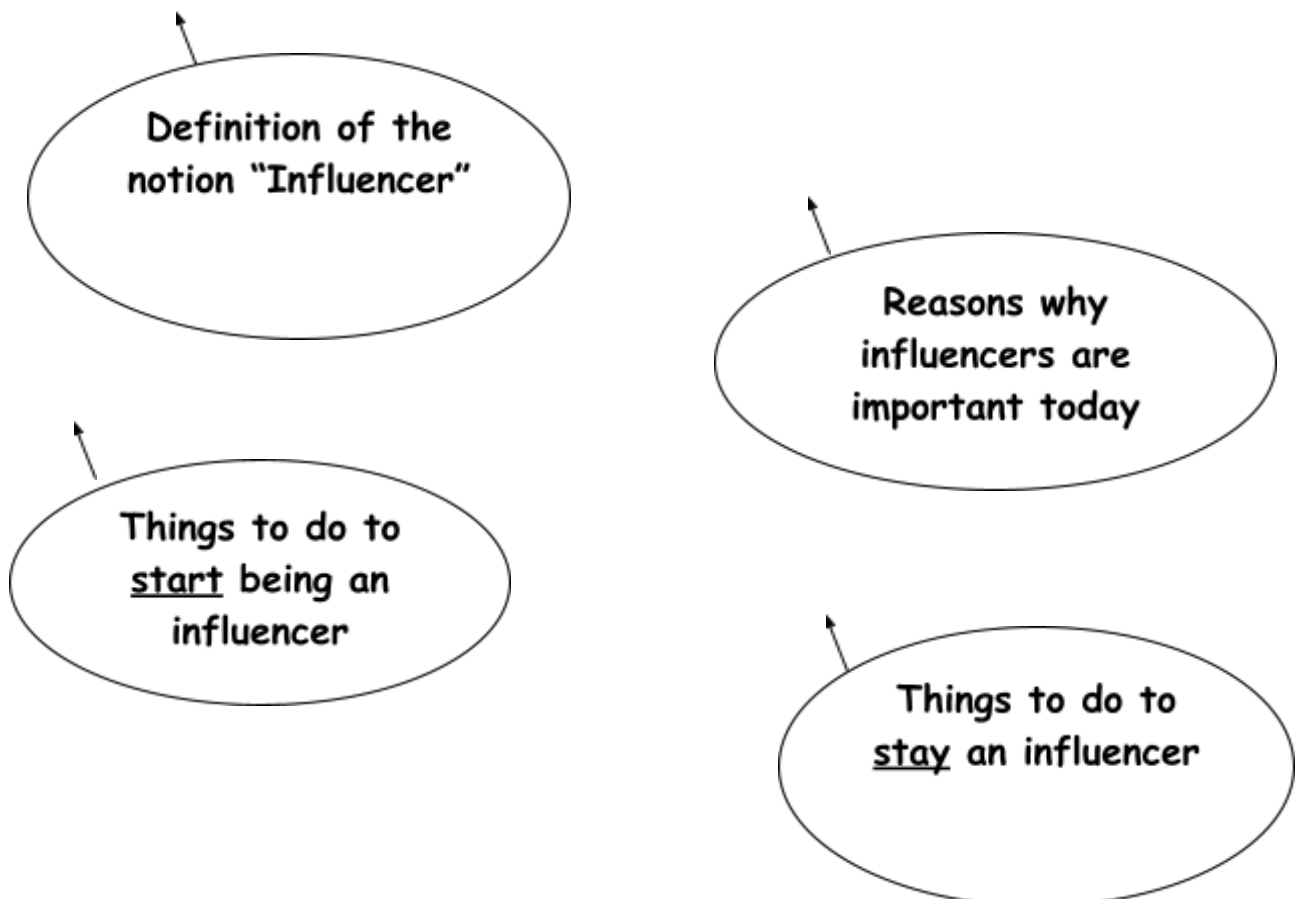 Definition of the
notion “Influencer”
Reasons why
influencers are
important today
Things to do to
start being an
influencer
Things to do to
stay an influencer